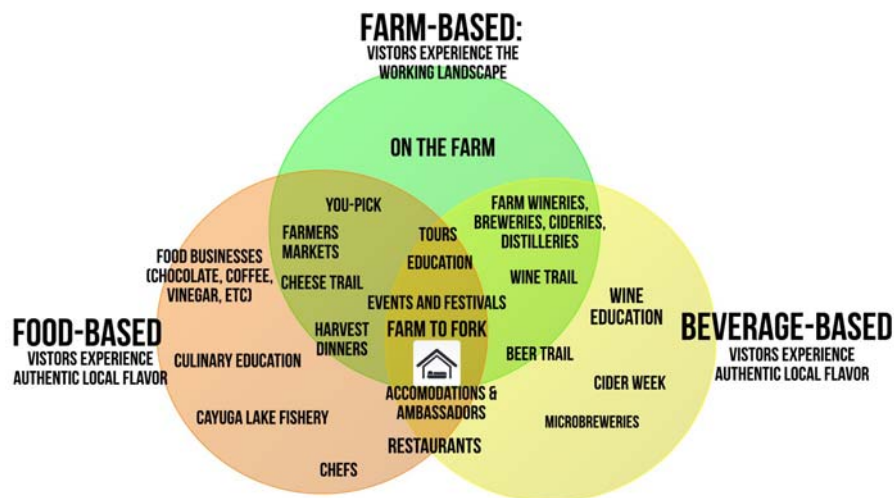 FARM-BASED:
VISTORS EXPERIENCE THE
WORKING LANDSCAPE
ON THE FARM
YOU-PICK
FARMERS
MARKETS
CHEESE TRAIL
HARVEST
DINNERS
TOURS
EDUCATION
EVENTS AND FESTIVALS
FARM TO FORK
ACCOMODATIONS &
AMBASSADORS
RESTAURANTS
FARM WINERIES,
BREWERIES, CIDERIES,
DISTILLERIES
WINE TRAIL
BEER TRAIL
FOOD BUSINESSES
(CHOCOLATE, COFFEE,
VINEGAR, ETC)
FOOD-BASED
VISTORS EXPERIENCE
AUTHENTIC LOCAL FLAVOR
CULINARY EDUCATION
CAYUGA LAKE FISHERY
CHEFS
WINE
EDUCATION
BEVERAGE-BASED
VISTORS EXPERIENCE
AUTHENTIC LOCAL FLAVOR
CIDER WEEK
MICROBREWERIES